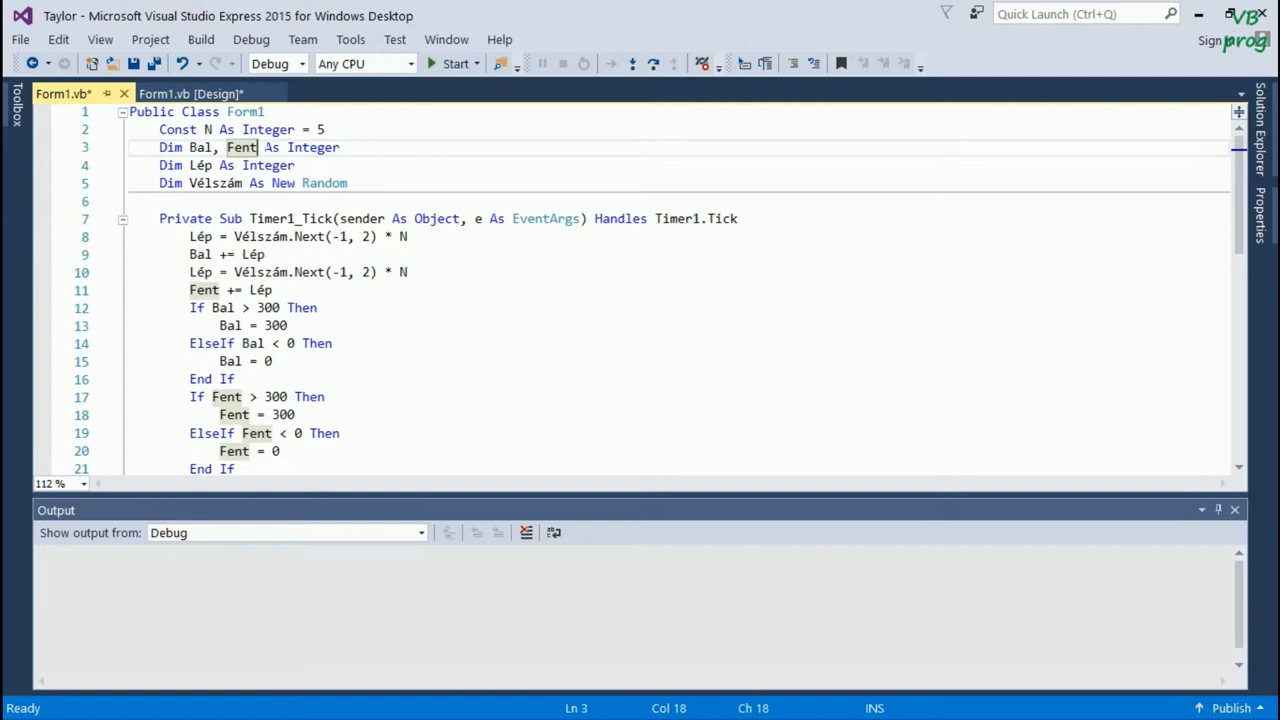 Taylor - Microsoft Visual Studio Express 2015 for Windows Desktop
Quick Launch (Ctrl+Q)
VB
prog
File Edit View Project Build Debug Team Tools Test Window Help
Sign
Debug Any CPU Start
Toolbox
Form1.vb* Form1.vb [Design]*
Solution Explorer
Properties
1 Public Class Form1
2 Const N As Integer = 5
3 Dim Bal, Fent As Integer
4 Dim Lép As Integer
5 Dim Vélszám As New Random
6
7 Private Sub Timer1_Tick(sender As Object, e As EventArgs) Handles Timer1.Tick
8 Lép = Vélszám.Next(-1, 2) * N
9 Bal += Lép
10 Lép = Vélszám.Next(-1, 2) * N
11 Fent += Lép
12 If Bal > 300 Then
13 Bal = 300
14 ElseIf Bal < 0 Then
15 Bal = 0
16 End If
17 If Fent > 300 Then
18 Fent = 300
19 ElseIf Fent < 0 Then
20 Fent = 0
21 End If
112 %
Output
Show output from: Debug
Ready Ln 3 Col 18 Ch 18 INS Publish